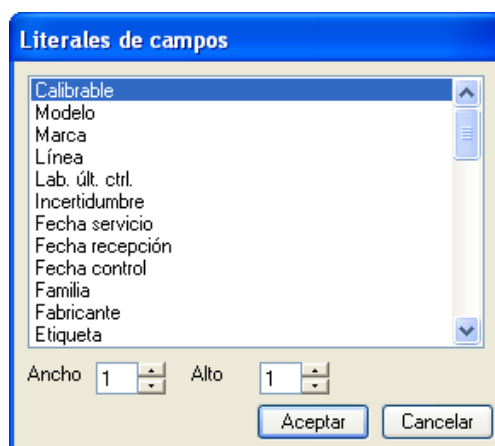 Literales de campos
Calibrable
Modelo
Marca
Línea
Lab. últ. ctrl.
Incertidumbre
Fecha servicio
Fecha recepción
Fecha control
Familia
Fabricante
Etiqueta
Ancho 1 Alto 1
Aceptar Cancelar